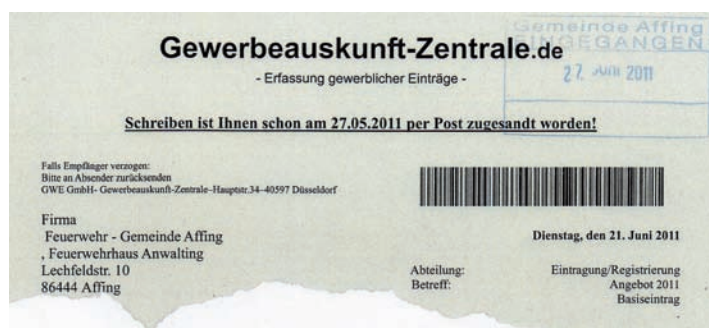 Gewerbeauskunft-Zentrale.de
- Erfassung gewerblicher Einträge -
Gemeinde Affing
EINGEGANGEN
27. Juni 2011
Schreiben ist Ihnen schon am 27.05.2011 per Post zugesandt worden!
Falls Empfänger verzogen:
Bitte an Absender zurücksenden
GWE GmbH- Gewerbeauskunft-Zentrale–Hauptstr.34–40597 Düsseldorf
Firma
Feuerwehr - Gemeinde Affing
, Feuerwehrhaus Anwalting
Lechfeldstr. 10
86444 Affing
Dienstag, den 21. Juni 2011
Abteilung: Eintragung/Registrierung
Betreff: Angebot 2011
Basiseintrag